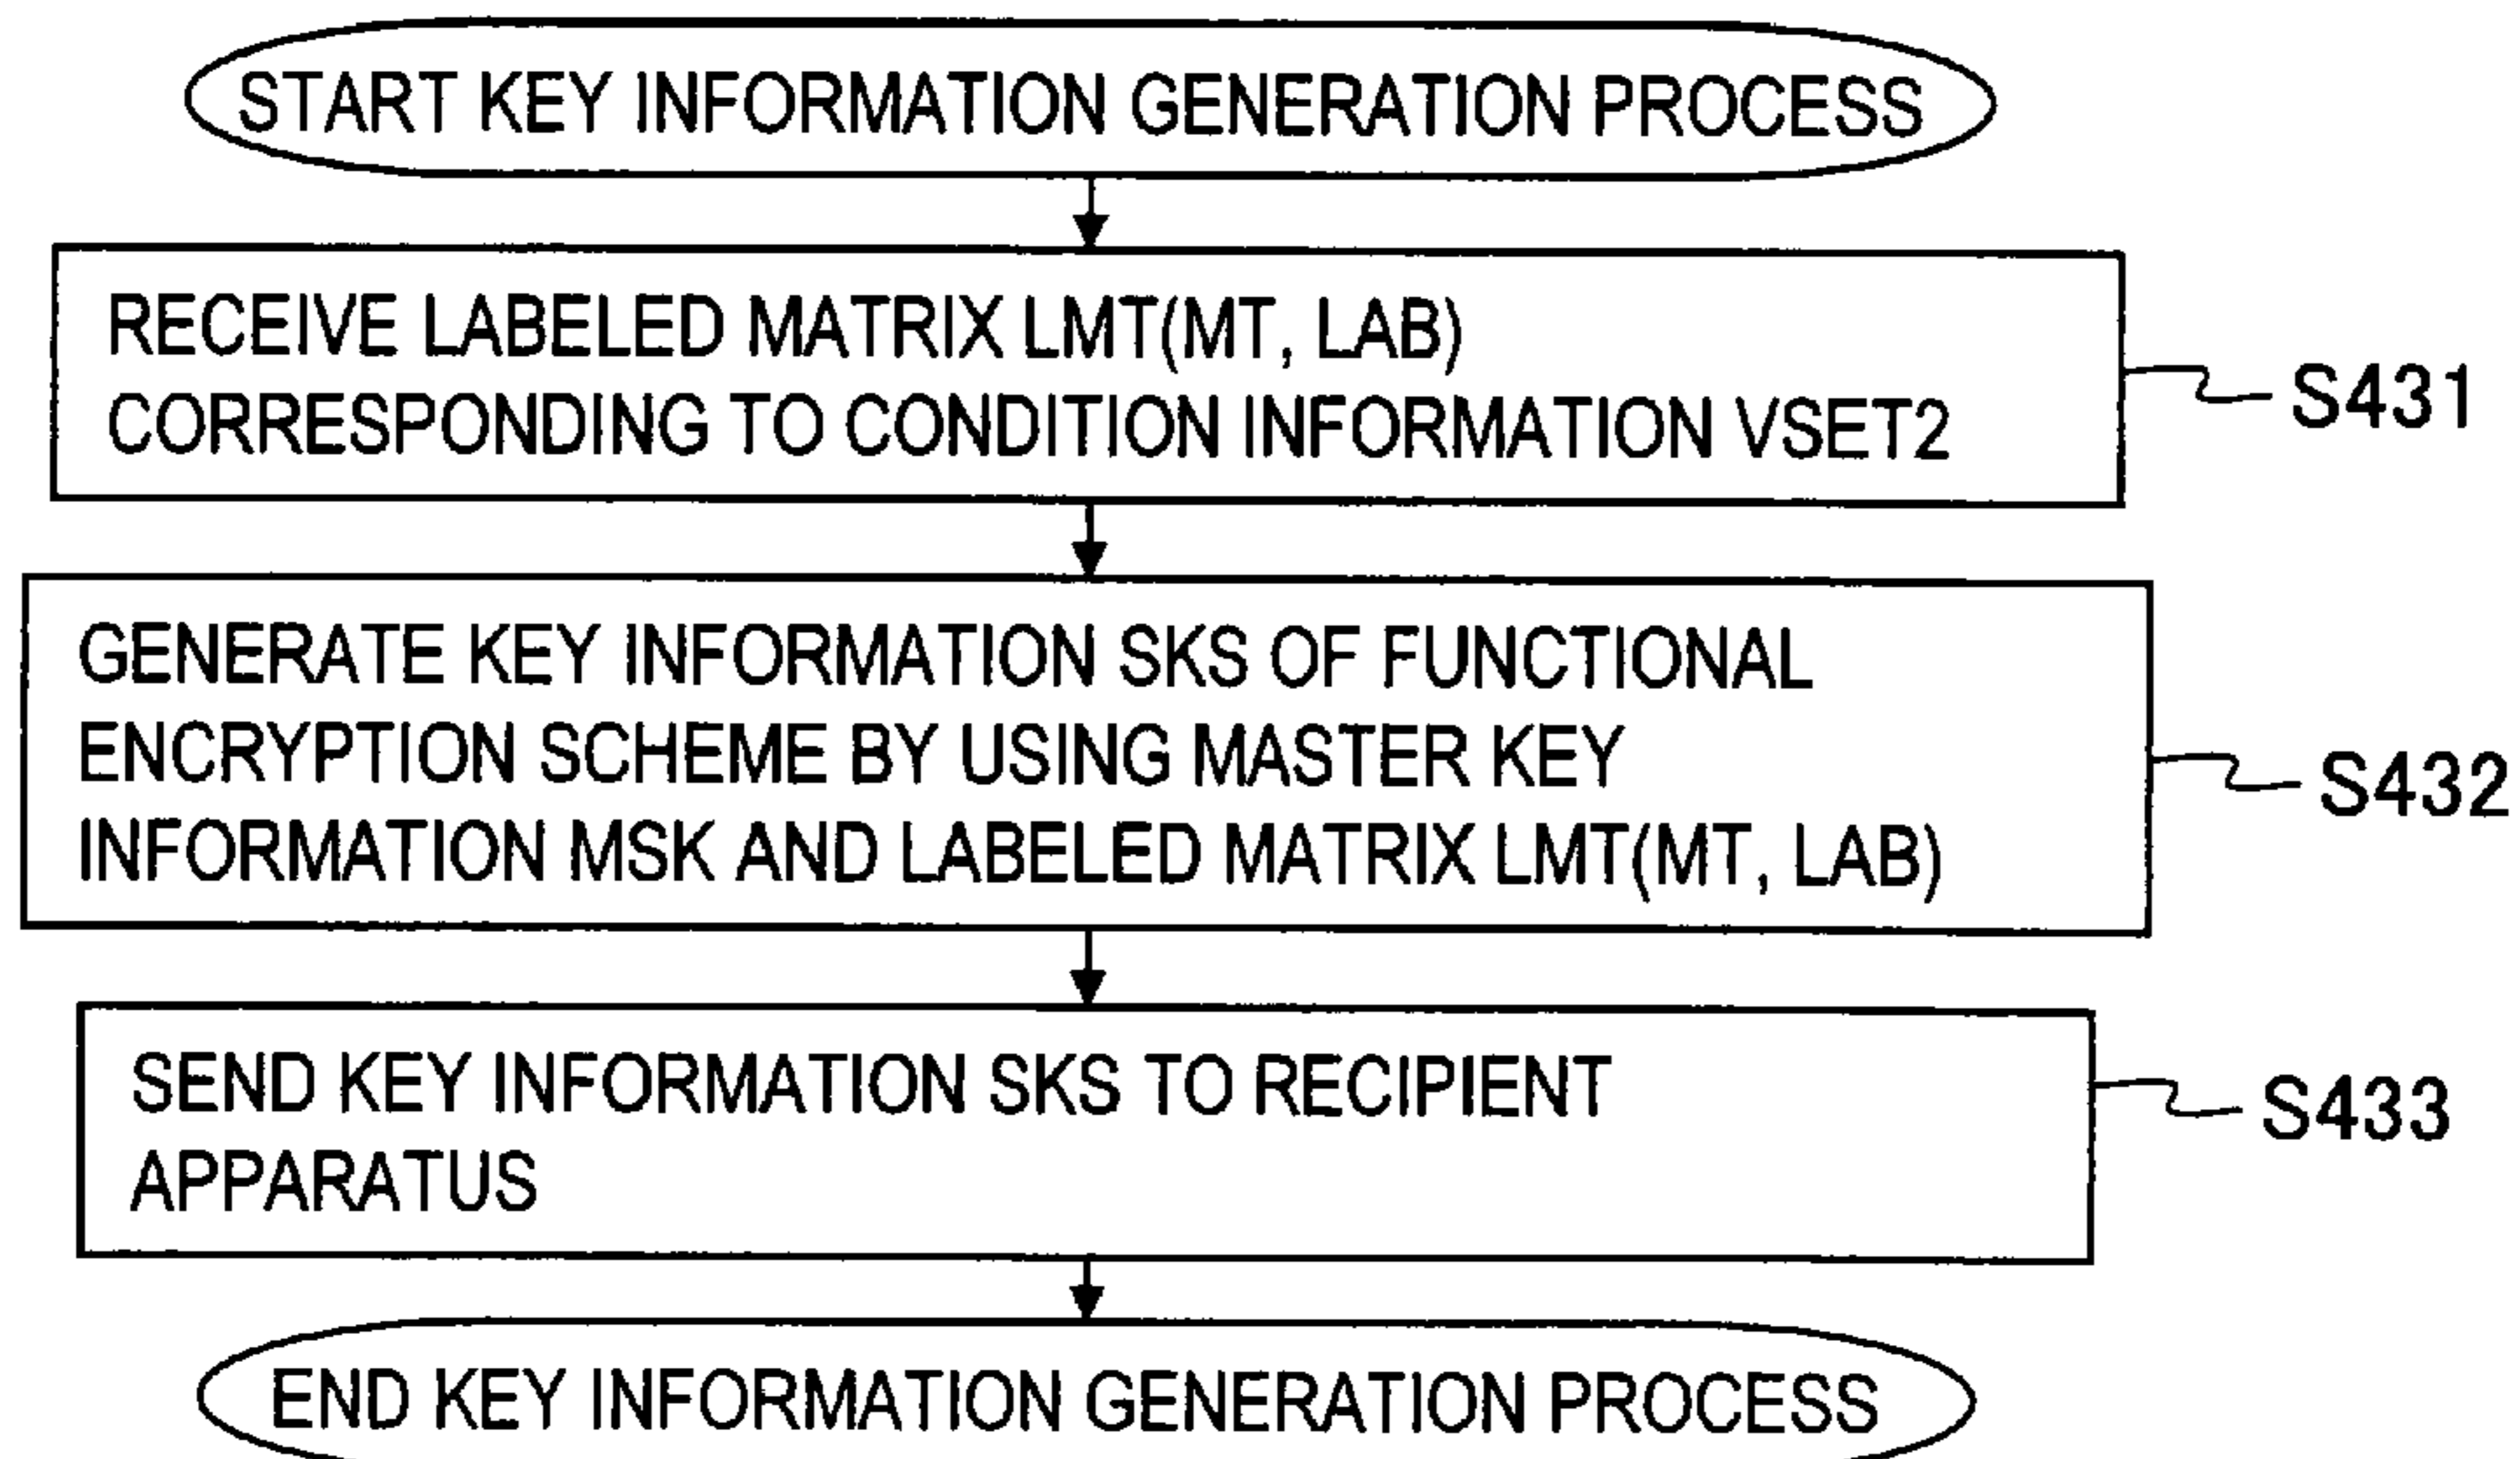 START KEY INFORMATION GENERATION PROCESS
RECEIVE LABELED MATRIX LMT(MT, LAB)
CORRESPONDING TO CONDITION INFORMATION VSET2
S431
GENERATE KEY INFORMATION SKS OF FUNCTIONAL
ENCRYPTION SCHEME BY USING MASTER KEY
INFORMATION MSK AND LABELED MATRIX LMT(MT, LAB)
S432
SEND KEY INFORMATION SKS TO RECIPIENT
APPARATUS
S433
END KEY INFORMATION GENERATION PROCESS